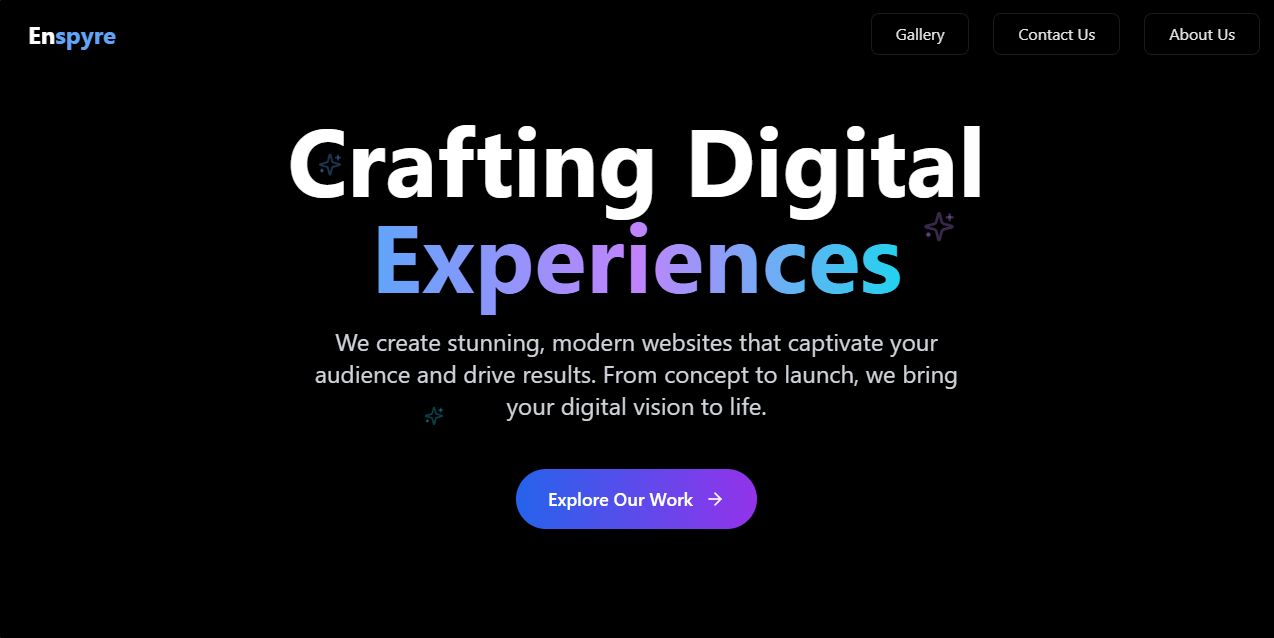 Enspyre
Gallery
Contact Us
About Us
Crafting Digital
Experiences
We create stunning, modern websites that captivate your
audience and drive results. From concept to launch, we bring
your digital vision to life.
Explore Our Work